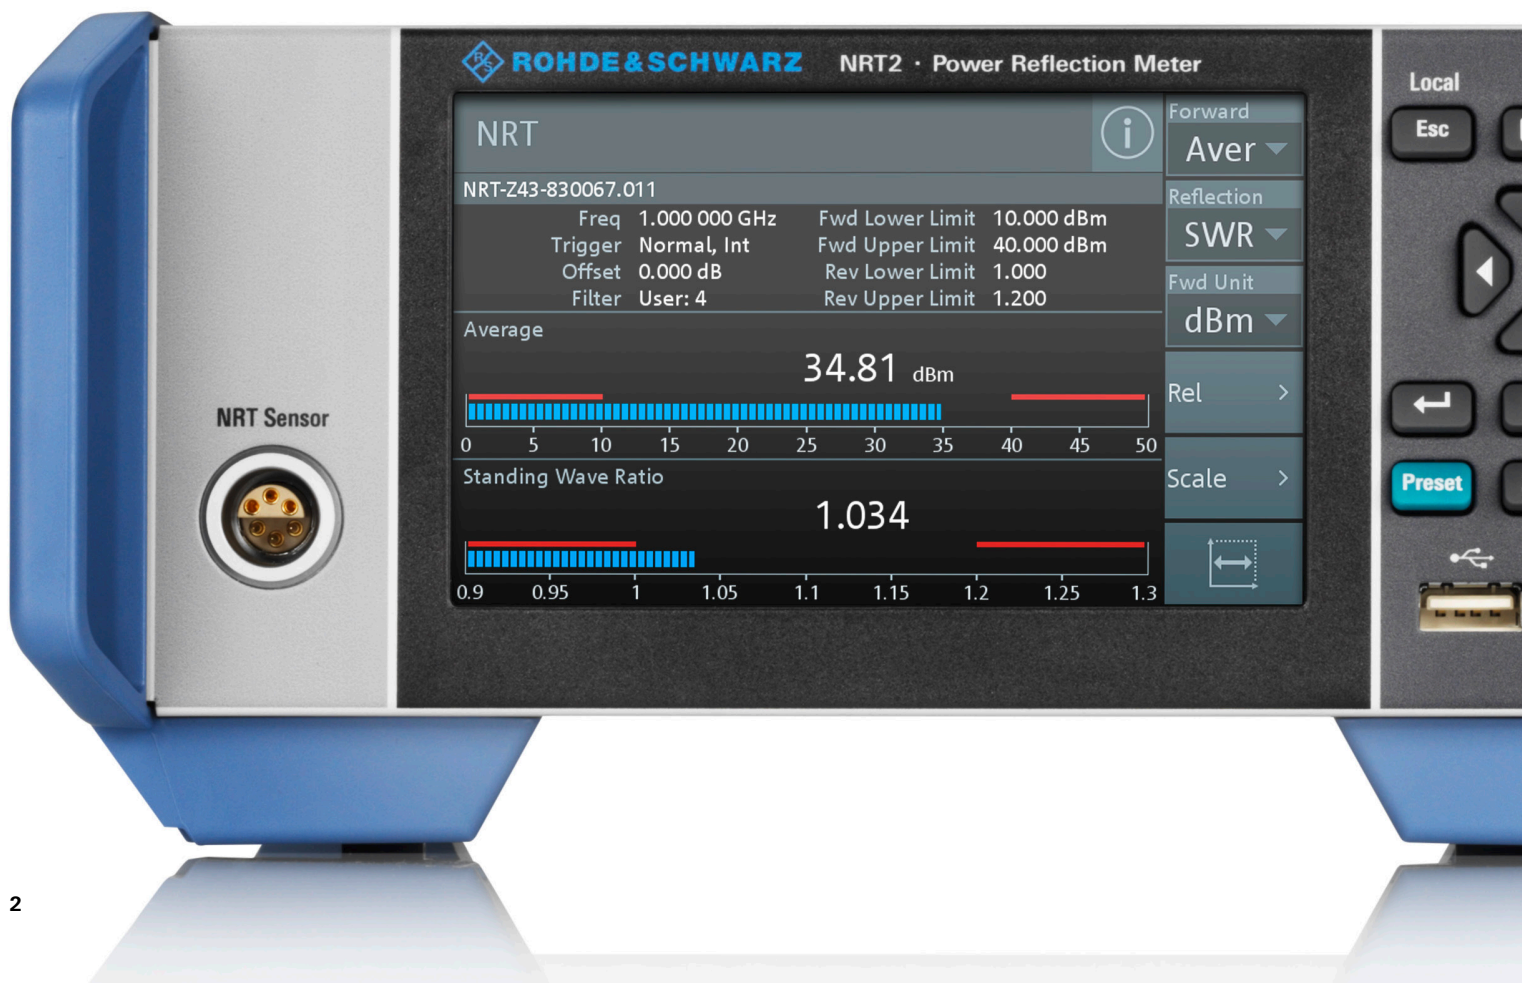 ROHDE & SCHWARZ NRT2 · Power Reflection Meter
Local
Esc
NRT
i
Forward
Aver
NRT-Z43-830067.011
Reflection
SWR
Freq 1.000 000 GHz Fwd Lower Limit 10.000 dBm
Trigger Normal, Int Fwd Upper Limit 40.000 dBm
Offset 0.000 dB Rev Lower Limit 1.000
Filter User: 4 Rev Upper Limit 1.200
Fwd Unit
dBm
Average
34.81 dBm
0 5 10 15 20 25 30 35 40 45 50
Rel >
Standing Wave Ratio
1.034
0.9 0.95 1 1.05 1.1 1.15 1.2 1.25 1.3
Scale >
NRT Sensor
Preset
2